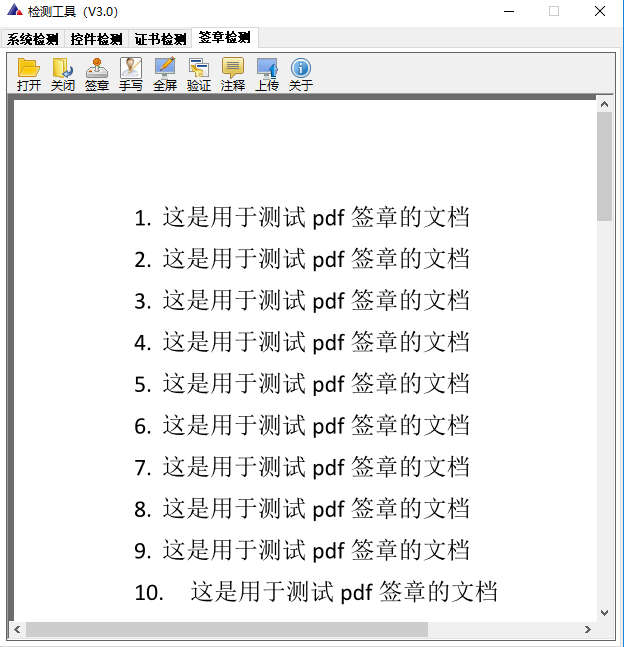 检测工具（V3.0）
系统检测 控件检测 证书检测 签章检测
打开 关闭 签章 手写 全屏 验证 注释 上传 关于
1. 这是用于测试 pdf 签章的文档
2. 这是用于测试 pdf 签章的文档
3. 这是用于测试 pdf 签章的文档
4. 这是用于测试 pdf 签章的文档
5. 这是用于测试 pdf 签章的文档
6. 这是用于测试 pdf 签章的文档
7. 这是用于测试 pdf 签章的文档
8. 这是用于测试 pdf 签章的文档
9. 这是用于测试 pdf 签章的文档
10. 这是用于测试 pdf 签章的文档